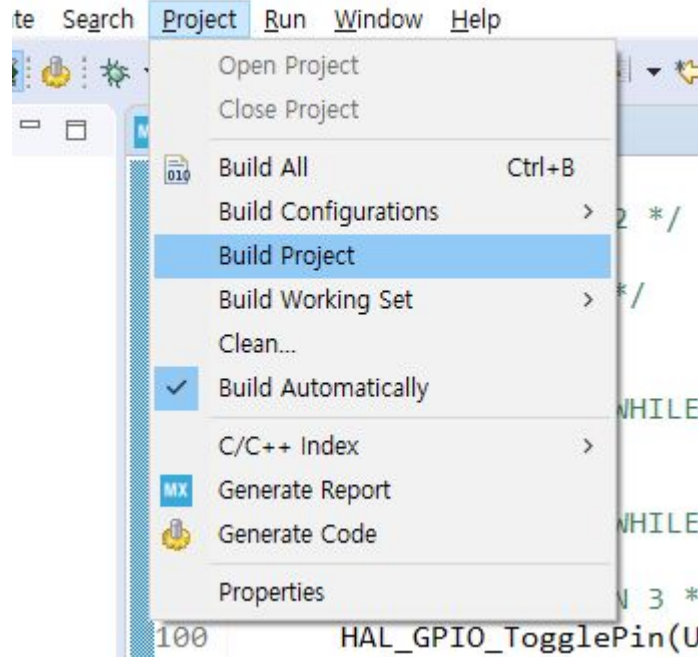 te Search Project Run Window Help
Open Project
Close Project
Build All Ctrl+B
Build Configurations >
2 */
Build Project
Build Working Set >
*/
Clean...
Build Automatically
WHILE
C/C++ Index >
MX Generate Report
Generate Code
WHILE
Properties
N 3 *
100 HAL_GPIO_TogglePin(U